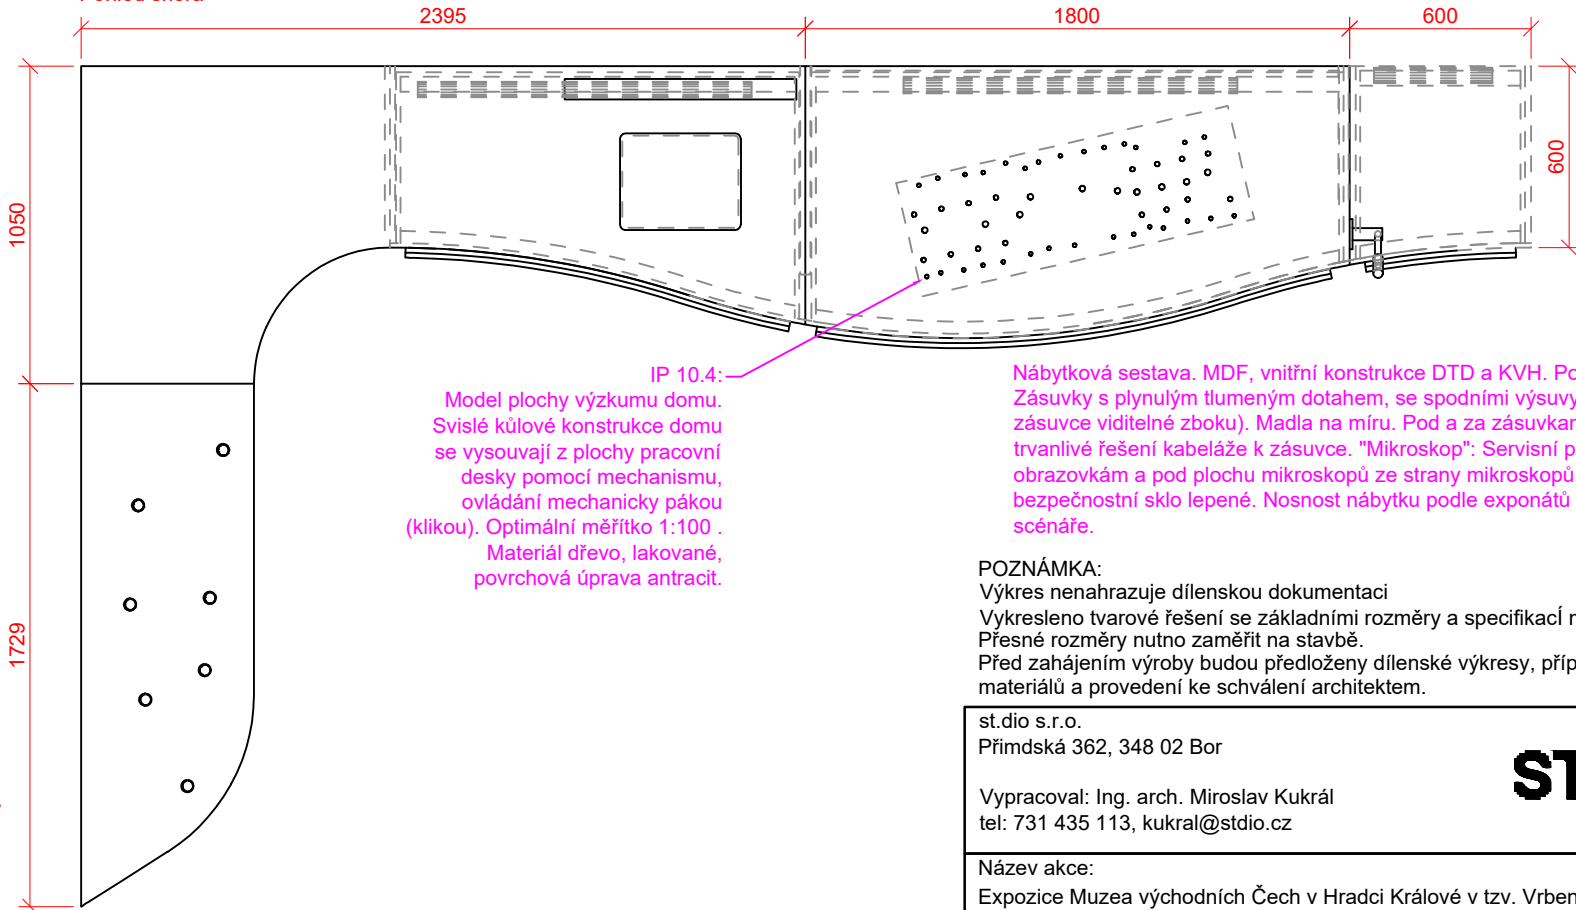 2395
1800
600
600
1050
1729
IP 10.4:
Model plochy výzkumu domu.
Svislé kůlové konstrukce domu
se vysouvají z plochy pracovní
desky pomocí mechanismu,
ovládání mechanicky pákou
(klikou). Optimální měřítko 1:100 .
Materiál dřevo, lakované,
povrchová úprava antracit.
Nábytková sestava. MDF, vnitřní konstrukce DTD a KVH. Po
Zásuvky s plynulým tlumeným dotahem, se spodními výsuvy
zásuvce viditelné zboku). Madla na míru. Pod a za zásuvkar
trvanlivé řešení kabeláže k zásuvce. "Mikroskop": Servisní p
obrazovkám a pod plochu mikroskopů ze strany mikroskopů
bezpečnostní sklo lepené. Nosnost nábytku podle exponátů
scénáře.
POZNÁMKA:
Výkres nenahrazuje dílenskou dokumentaci
Vykresleno tvarové řešení se základními rozměry a specifikací
Přesné rozměry nutno zaměřit na stavbě.
Před zahájením výroby budou předloženy dílenské výkresy, příp
materiálů a provedení ke schválení architektem.
st.dio s.r.o.
Přimdská 362, 348 02 Bor
ST
Vypracoval: Ing. arch. Miroslav Kukrál
tel: 731 435 113, kukral@stdio.cz
Název akce:
Expozice Muzea východních Čech v Hradci Králové v tzv. Vrben